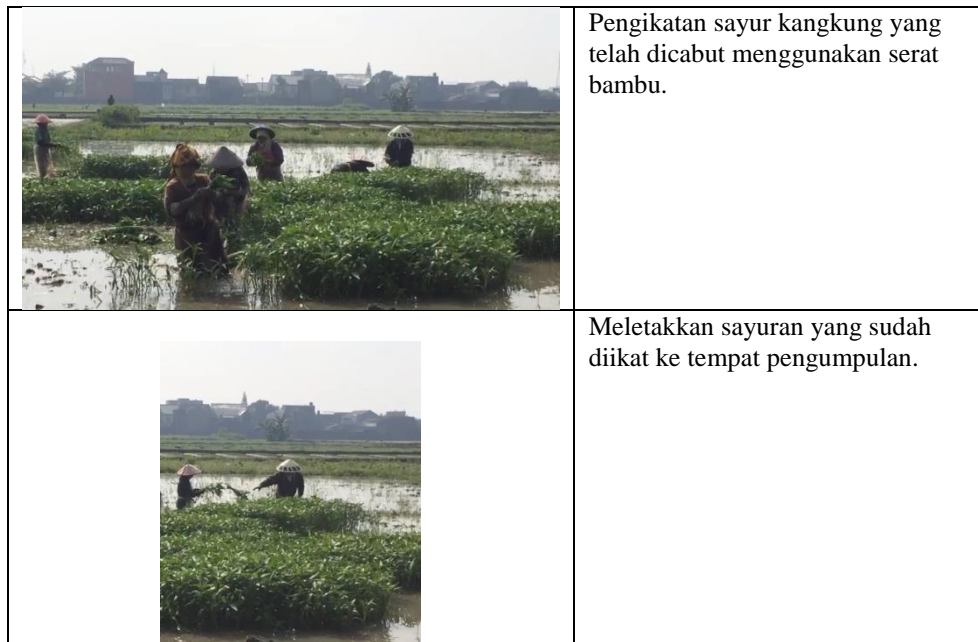 Pengikatan sayur kangkung yang
telah dicabut menggunakan serat
bambu.
Meletakkan sayuran yang sudah
diikat ke tempat pengumpulan.